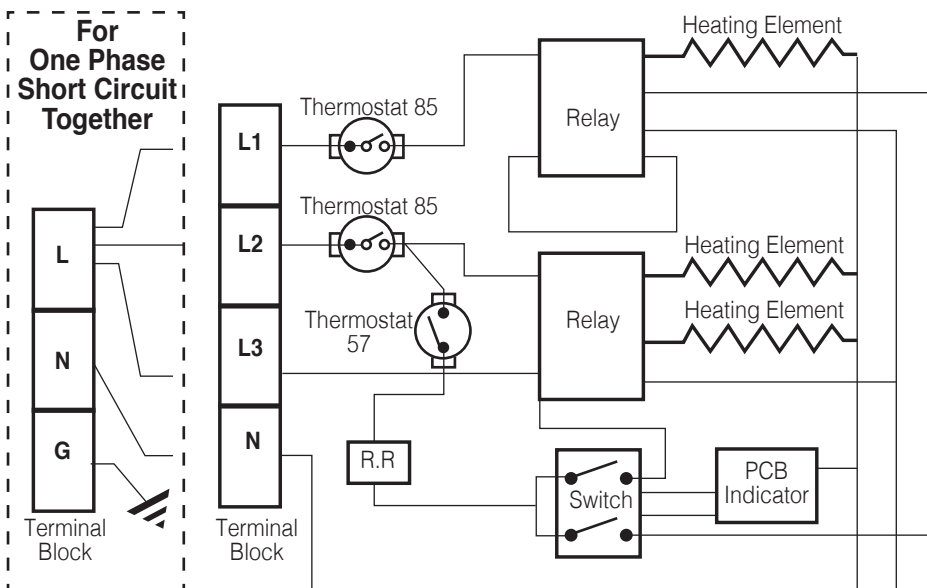 For
One Phase
Short Circuit
Together
L
N
G
Terminal
Block
L1
L2
L3
N
Terminal
Block
Thermostat 85
Thermostat 85
Thermostat
57
R.R
Relay
Relay
Heating Element
Heating Element
Heating Element
Switch
PCB
Indicator